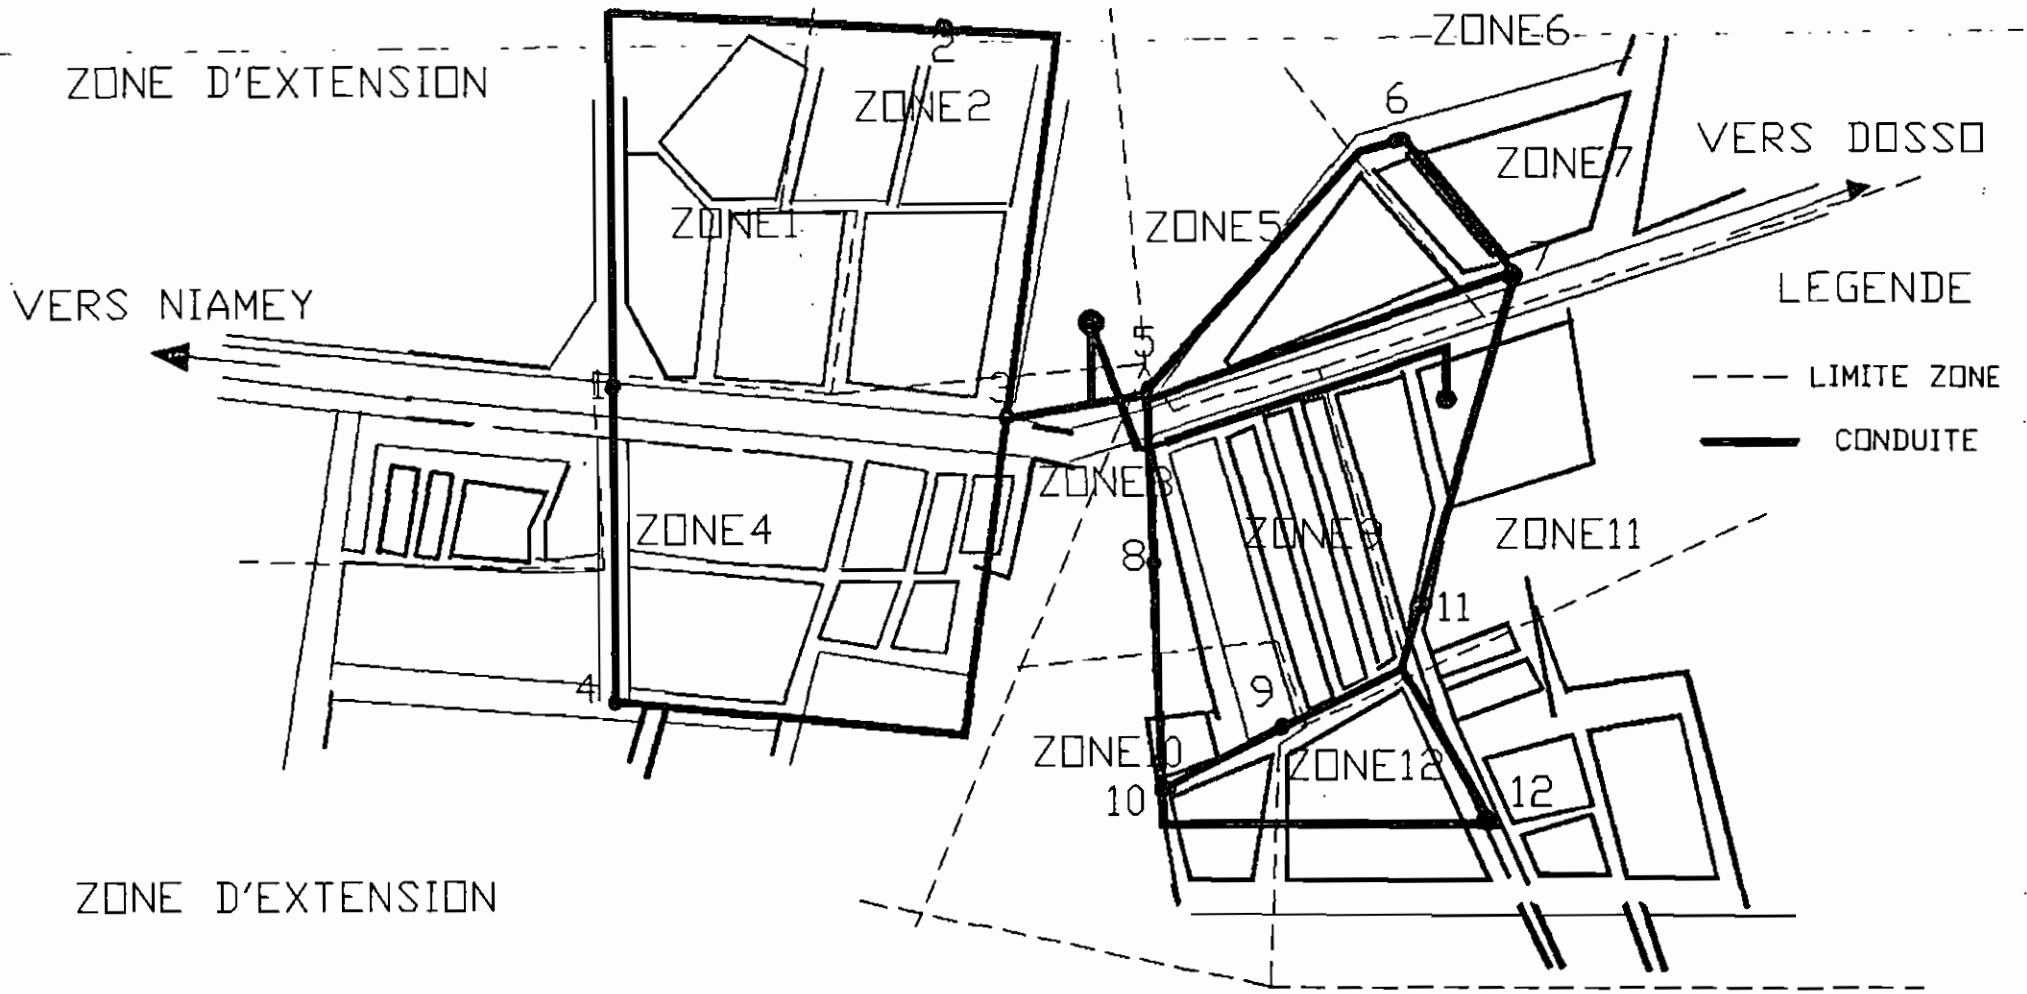 ZONE6
2
ZONE D'EXTENSION
6
ZONE2
VERS DOSSO
ZONE7
ZONE1
ZONE5
7
LEGENDE
VERS NIAMEY
5
1
3
LIMITE ZONE
CONDUITE
ZONE8
ZONE4
ZONE9
ZONE11
8
11
4
9
ZONE10
ZONE12
10
12
ZONE D'EXTENSION